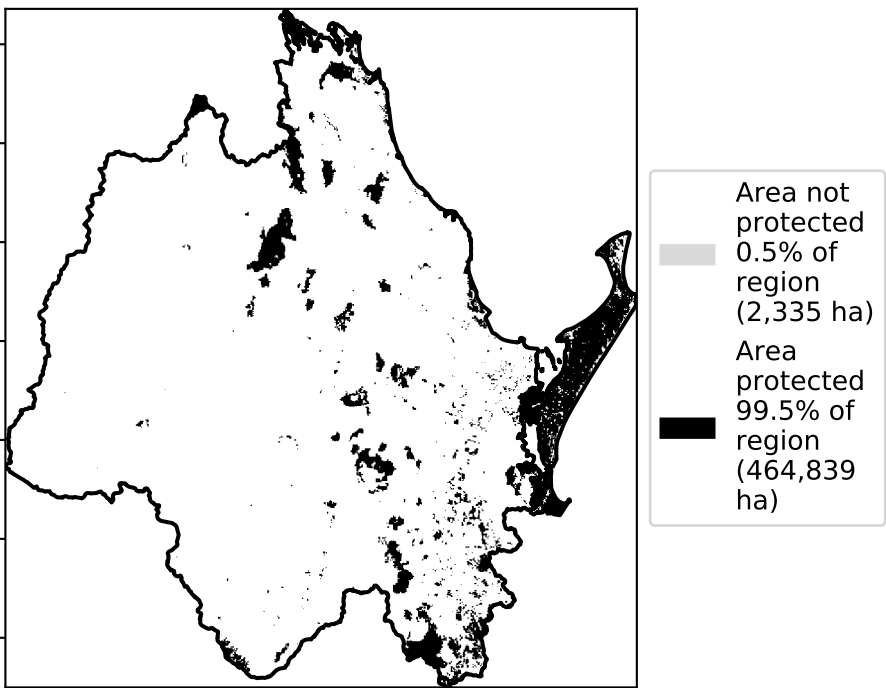 Area not
protected
0.5% of
region
(2,335 ha)
Area
protected
99.5% of
region
(464,839
ha)